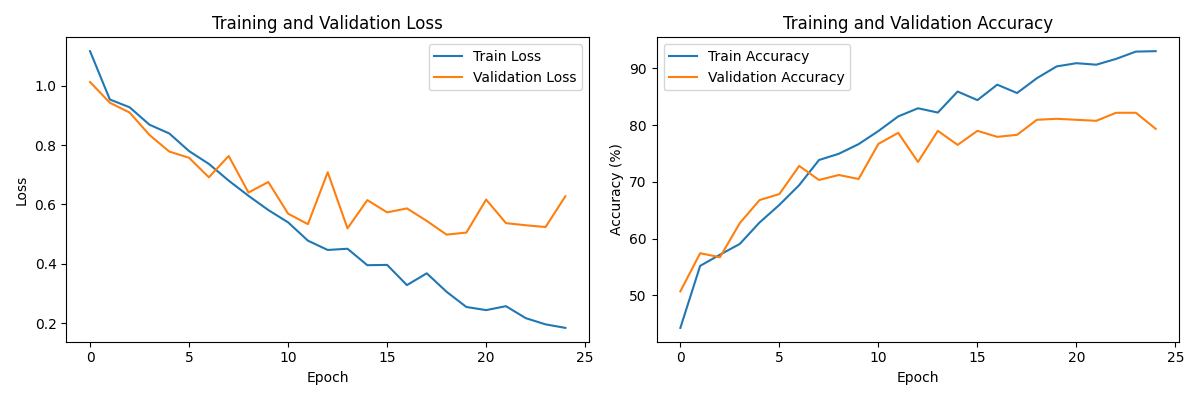 Training and Validation Loss
Train Loss
Validation Loss
1.0
0.8
0.6
0.4
0.2
Loss
0 5 10 15 20 25
Epoch
Training and Validation Accuracy
Train Accuracy
Validation Accuracy
90
80
70
60
50
Accuracy (%)
0 5 10 15 20 25
Epoch